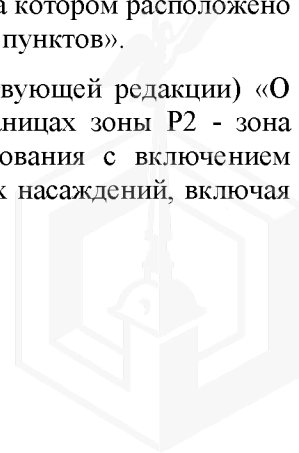 а котором расположено
пунктов».
вующей редакции) «О
аницах зоны Р2 - зона
ования с включением
х насаждений, включая